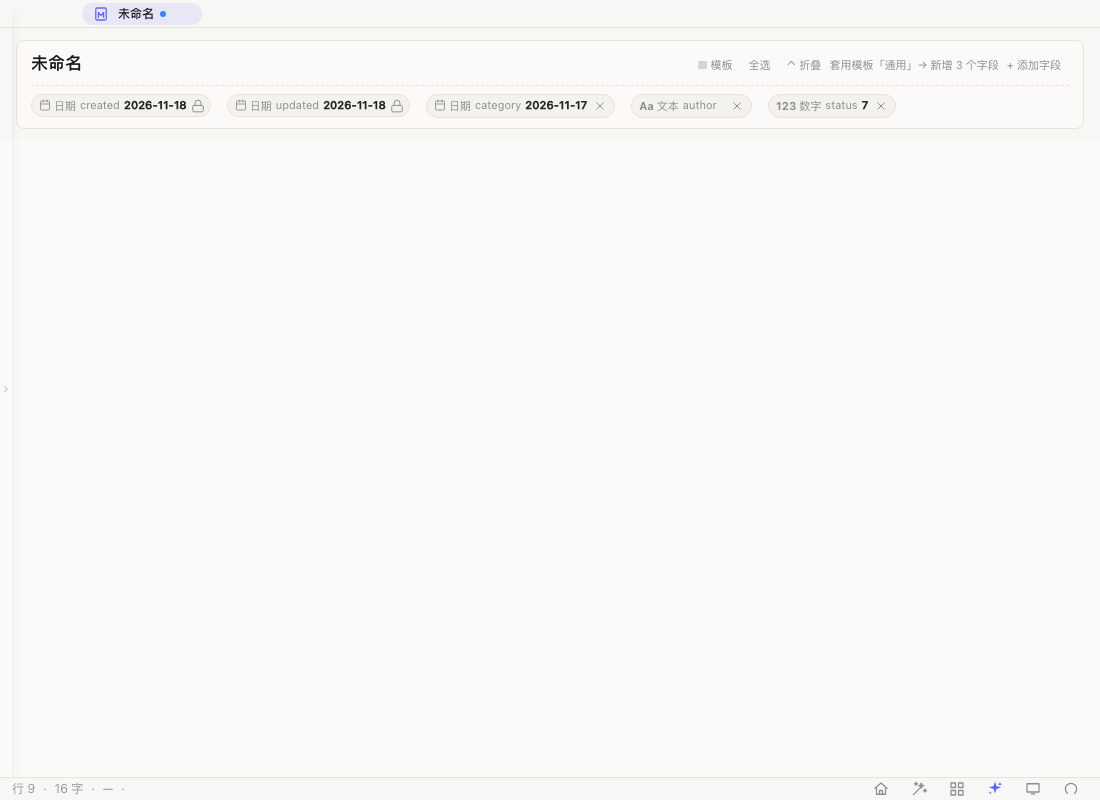 未命名
未命名
模板 全选 折叠 套用模板「通用」→ 新增 3 个字段 + 添加字段
日期 created 2026-11-18 日期 updated 2026-11-18 日期 category 2026-11-17 Aa 文本 author 123 数字 status 7
行 9 · 16 字 · — ·